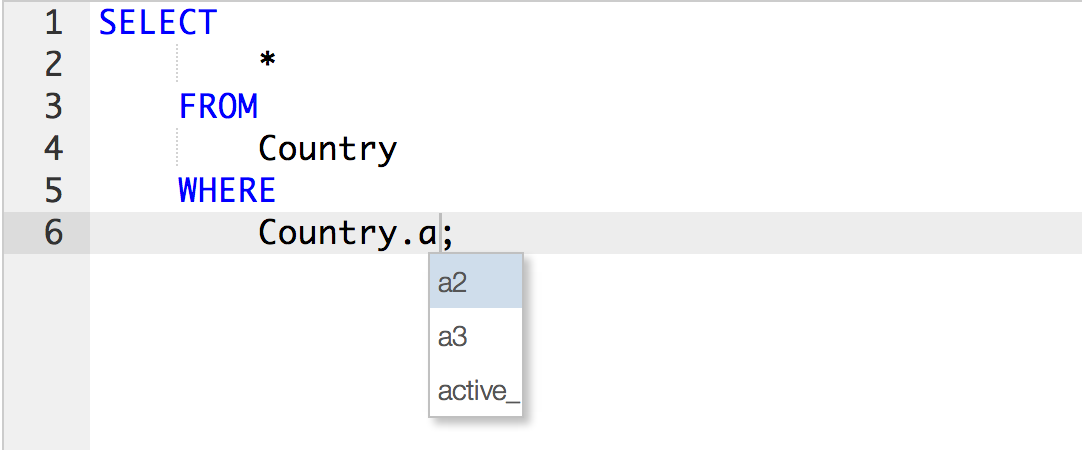 1 SELECT
2 *
3 FROM
4 Country
5 WHERE
6 Country.a;
a2
a3
active_